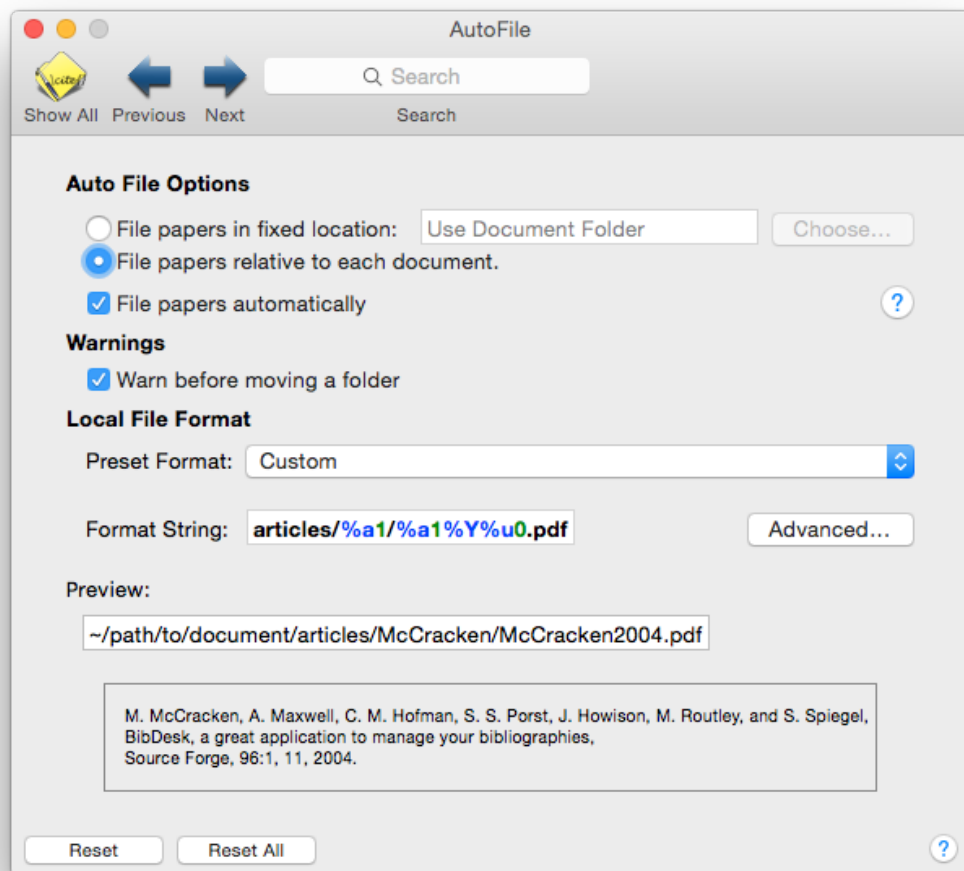 AutoFile
\cite{}
Search
Show All Previous Next Search
Auto File Options
File papers in fixed location: Use Document Folder Choose...
File papers relative to each document.
File papers automatically ?
Warnings
Warn before moving a folder
Local File Format
Preset Format: Custom
Format String: articles/%a1/%a1%Y%u0.pdf Advanced...
Preview:
~/path/to/document/articles/McCracken/McCracken2004.pdf
M. McCracken, A. Maxwell, C. M. Hofman, S. S. Porst, J. Howison, M. Routley, and S. Spiegel,
BibDesk, a great application to manage your bibliographies,
Source Forge, 96:1, 11, 2004.
Reset Reset All ?